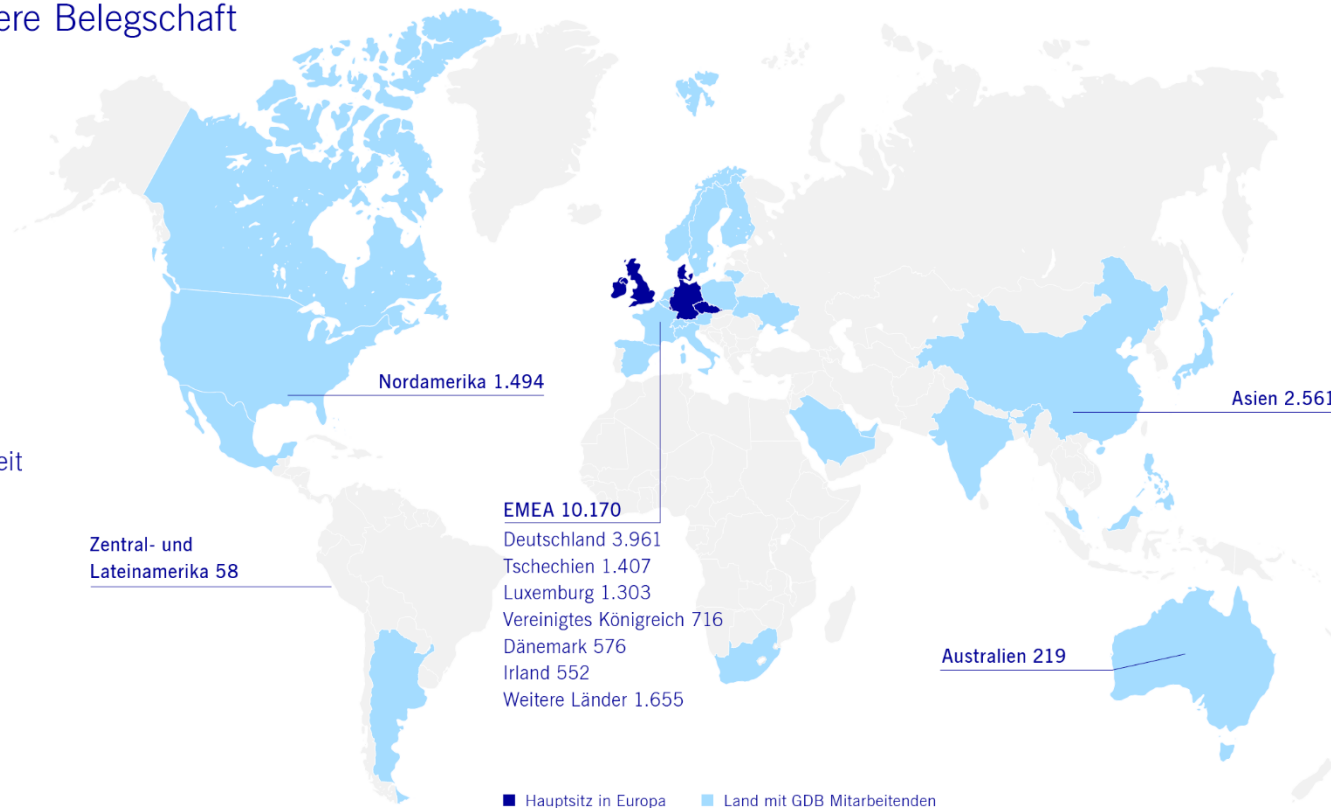 ere Belegschaft
Nordamerika 1.494
Asien 2.561
eit
EMEA 10.170
Deutschland 3.961
Tschechien 1.407
Luxemburg 1.303
Vereinigtes Königreich 716
Dänemark 576
Irland 552
Weitere Länder 1.655
Zentral- und
Lateinamerika 58
Australien 219
Hauptsitz in Europa
Land mit GDB Mitarbeitenden